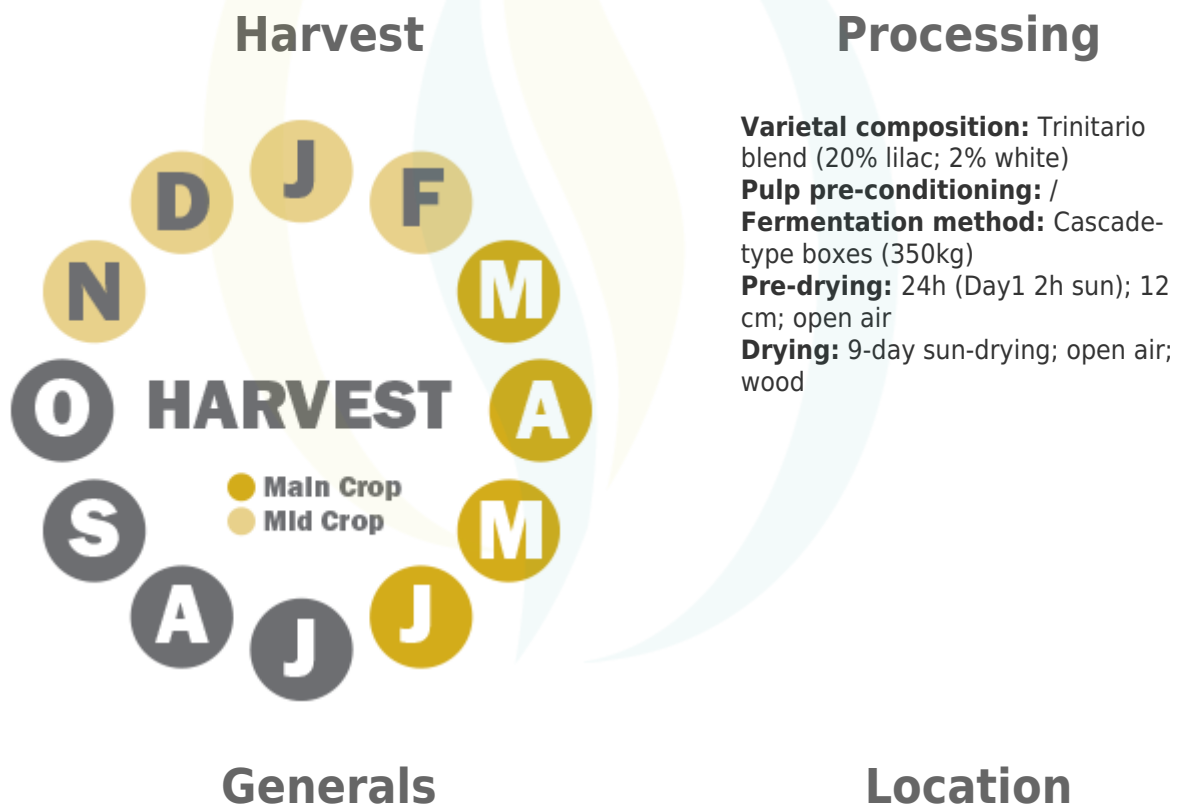 Harvest
J
F
M
A
M
J
J
A
S
O
N
D
HARVEST
Main Crop
Mid Crop
Processing
Varietal composition: Trinitario
blend (20% lilac; 2% white)
Pulp pre-conditioning: /
Fermentation method: Cascade-
type boxes (350kg)
Pre-drying: 24h (Day1 2h sun); 12
cm; open air
Drying: 9-day sun-drying; open air;
wood
Generals
Location